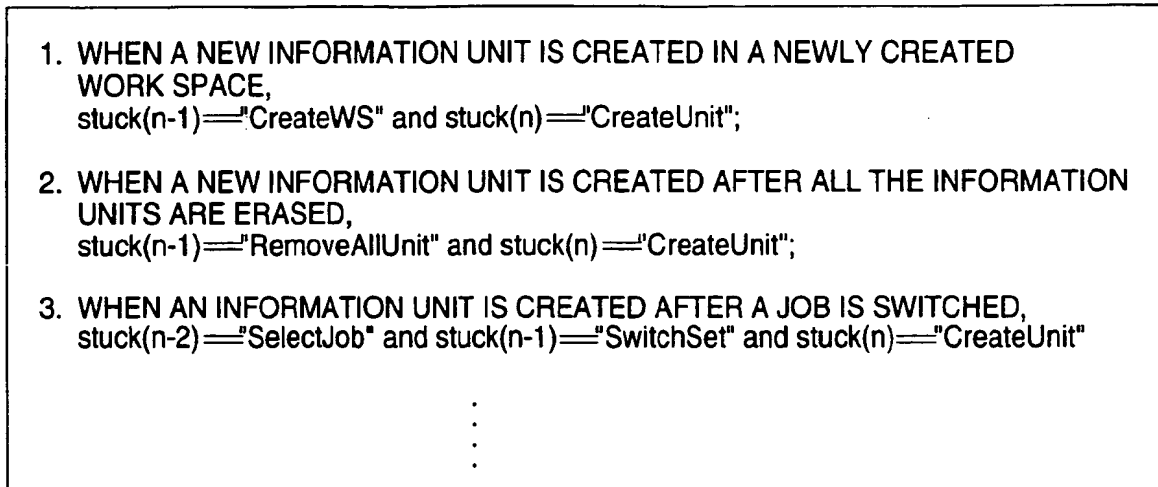 1. WHEN A NEW INFORMATION UNIT IS CREATED IN A NEWLY CREATED
WORK SPACE,
stuck(n-1)=="CreateWS" and stuck(n)=="CreateUnit";
2. WHEN A NEW INFORMATION UNIT IS CREATED AFTER ALL THE INFORMATION
UNITS ARE ERASED,
stuck(n-1)=="RemoveAllUnit" and stuck(n)=="CreateUnit";
3. WHEN AN INFORMATION UNIT IS CREATED AFTER A JOB IS SWITCHED,
stuck(n-2)=="SelectJob" and stuck(n-1)=="SwitchSet" and stuck(n)=="CreateUnit"
.
.
.
.